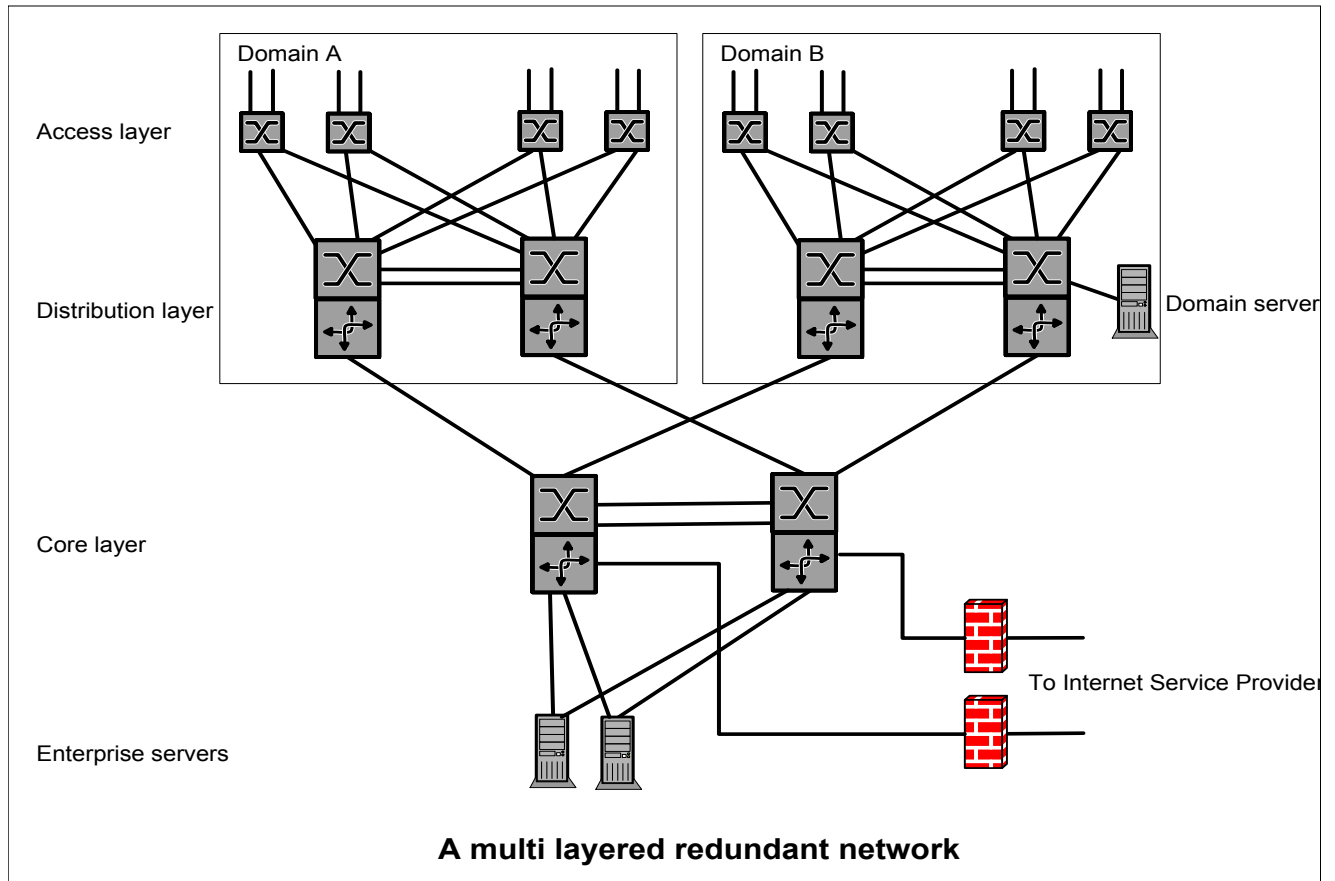 Domain A
Domain B
Access layer
Distribution layer
Domain server
Core layer
To Internet Service Provider
Enterprise servers
A multi layered redundant network